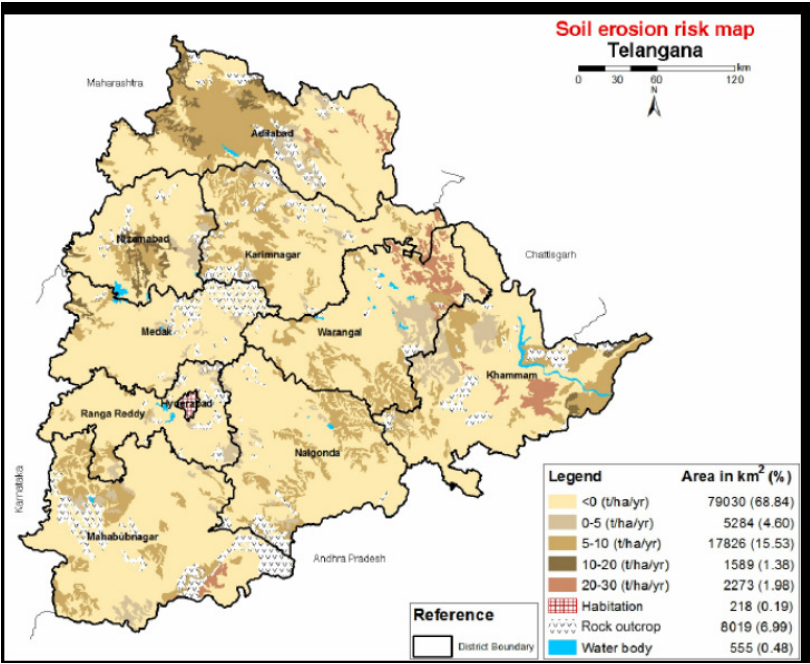 Soil erosion risk map
Telangana
km
0 30 60 120
N
Maharashtra
Adilabad
Nizamabad
Karimnagar
Chattisgarh
Medak
Warangal
Khammam
Hyderabad
Ranga Reddy
Nalgonda
Karnataka
Mahabubnagar
Andhra Pradesh
Legend Area in km2 (%)
<0 (t/ha/yr) 79030 (68.84)
0-5 (t/ha/yr) 5284 (4.60)
5-10 (t/ha/yr) 17826 (15.53)
10-20 (t/ha/yr) 1589 (1.38)
20-30 (t/ha/yr) 2273 (1.98)
Habitation 218 (0.19)
Rock outcrop 8019 (6.99)
Water body 555 (0.48)
Reference
District Boundary